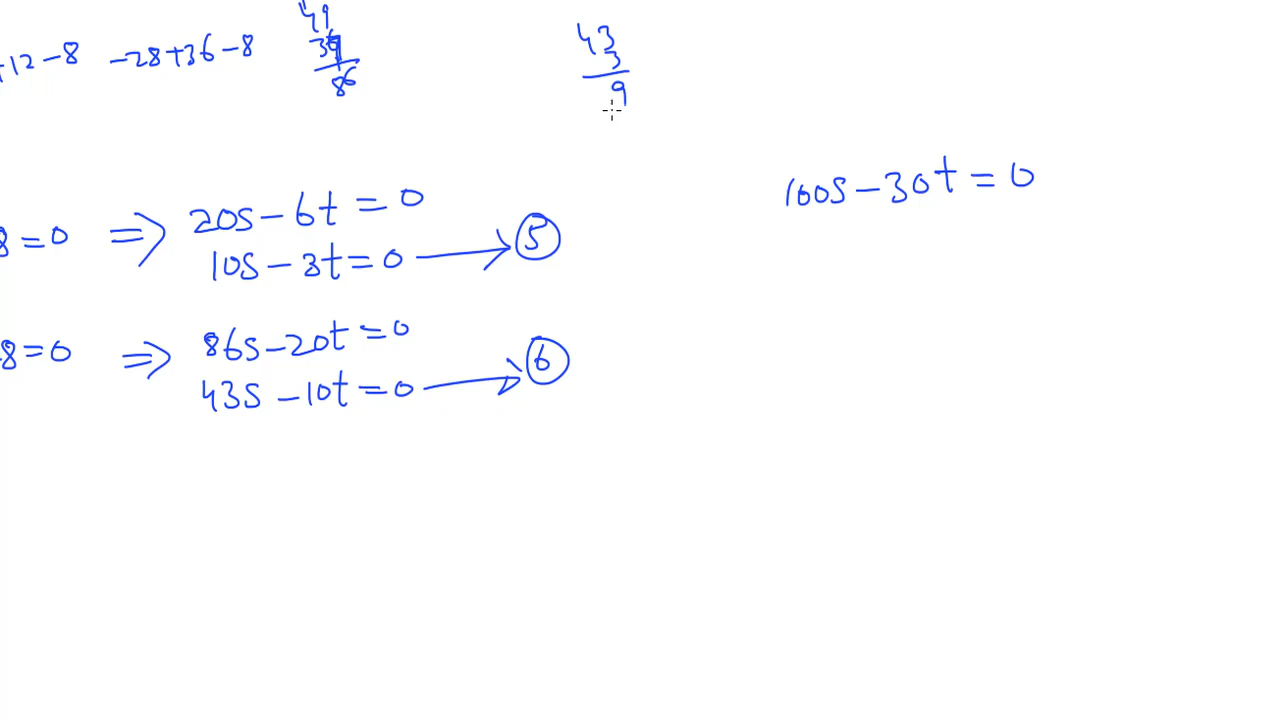 +12-8 -28+36-8
49
36
86
43
3
9
100s-30t=0
8=0 ⇒ 20s-6t=0
10s-3t=0 → ⑤
-8=0 ⇒ 86s-20t=0
43s-10t=0 → ⑥